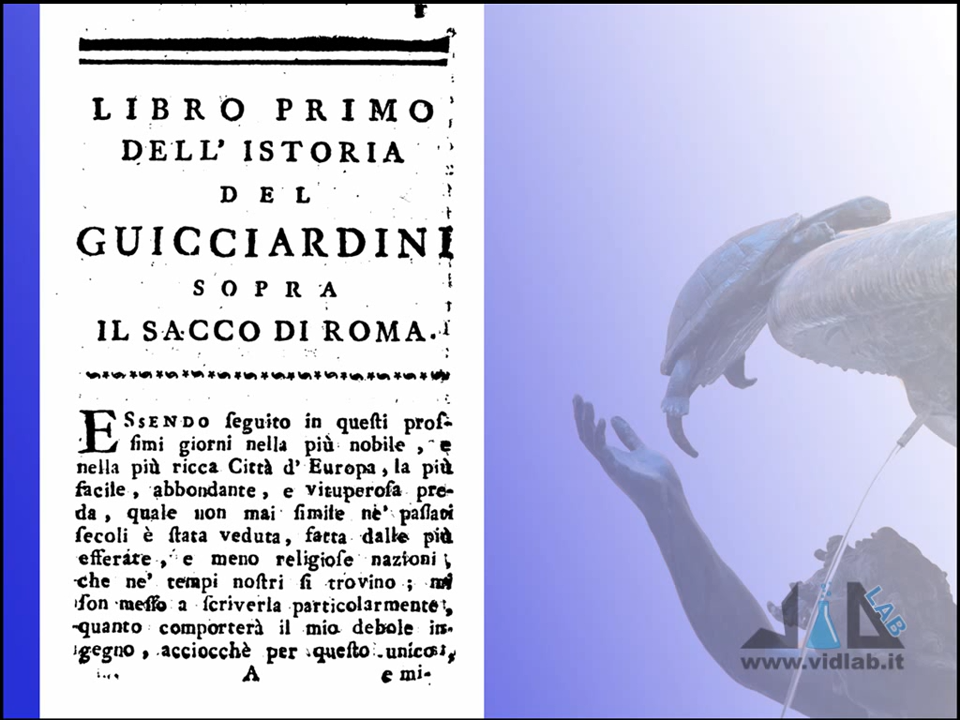 LIBRO PRIMO
DELL' ISTORIA
DEL
GUICCIARDINI
SOPRA
IL SACCO DI ROMA.
ESSENDO ſeguito in queſti proſ-
ſimi giorni nella più nobile, e
nella più ricca Città d' Europa, la più
facile, abbondante, e vituperoſa pre-
da, quale non mai ſimile ne' paſſati
ſecoli è ſtata veduta, fatta dalle più
efferate, e meno religioſe nazioni,
che ne' tempi noſtri ſi trovino; mi
ſon meſſo a ſcriverla particolarmente,
quanto comporterà il mio debole in-
gegno, acciocchè per queſto unico,
A e mi-
VID LAB
www.vidlab.it